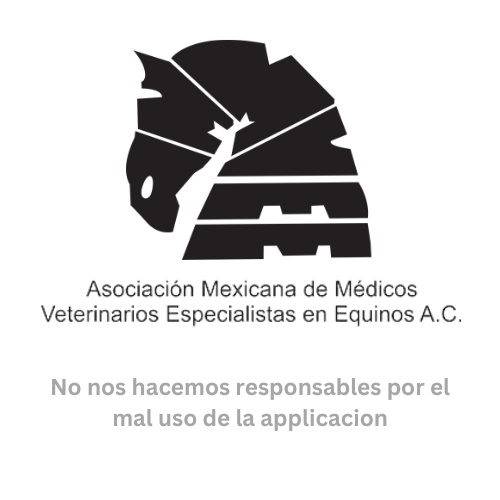 Asociación Mexicana de Médicos
Veterinarios Especialistas en Equinos A.C.
No nos hacemos responsables por el
mal uso de la applicacion